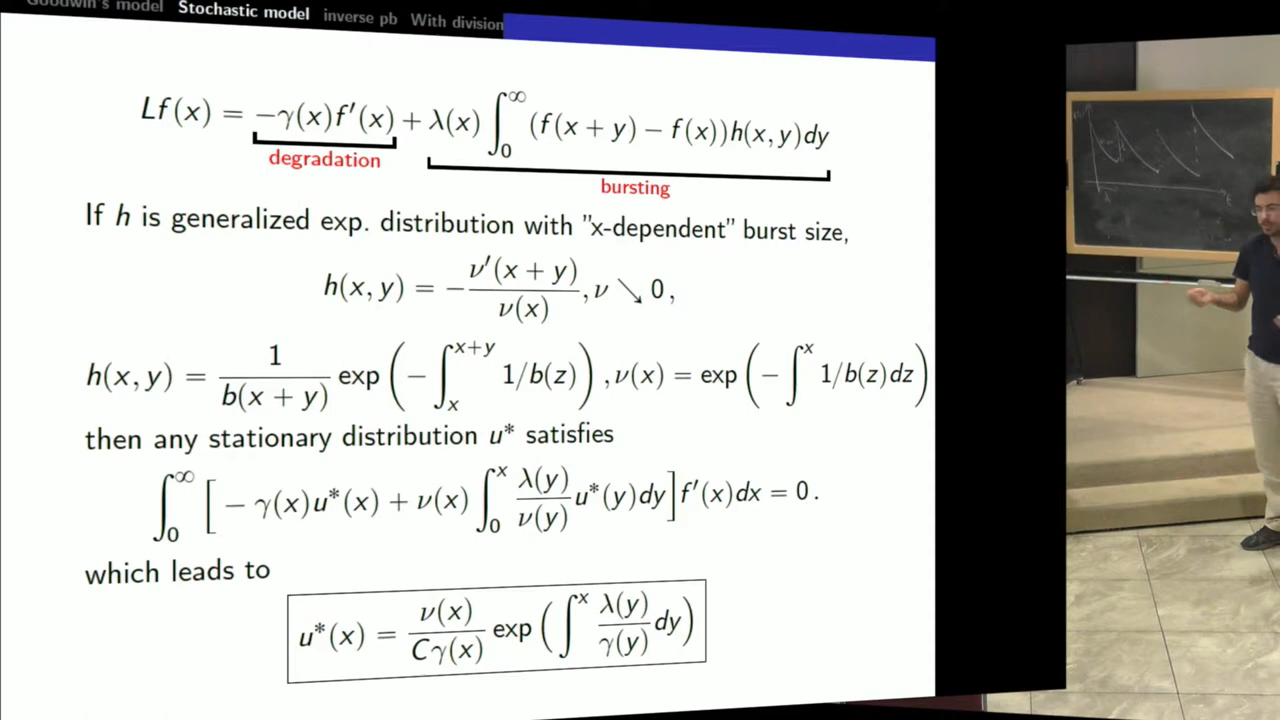 Goodwin's model Stochastic model inverse pb With division
Lf(x) = −γ(x)f′(x) + λ(x) ∫₀^∞ (f(x + y) − f(x))h(x, y)dy
degradation
bursting
If h is generalized exp. distribution with "x-dependent" burst size,
h(x, y) = − ν′(x + y) / ν(x) , ν ↘ 0 ,
h(x, y) = 1 / b(x + y) exp ( − ∫ₓ^{x+y} 1/b(z) ) , ν(x) = exp ( − ∫^x 1/b(z)dz )
then any stationary distribution u* satisfies
∫₀^∞ [ − γ(x)u*(x) + ν(x) ∫₀^x λ(y) / ν(y) u*(y)dy ] f′(x)dx = 0 .
which leads to
u*(x) = ν(x) / Cγ(x) exp ( ∫^x λ(y) / γ(y) dy )